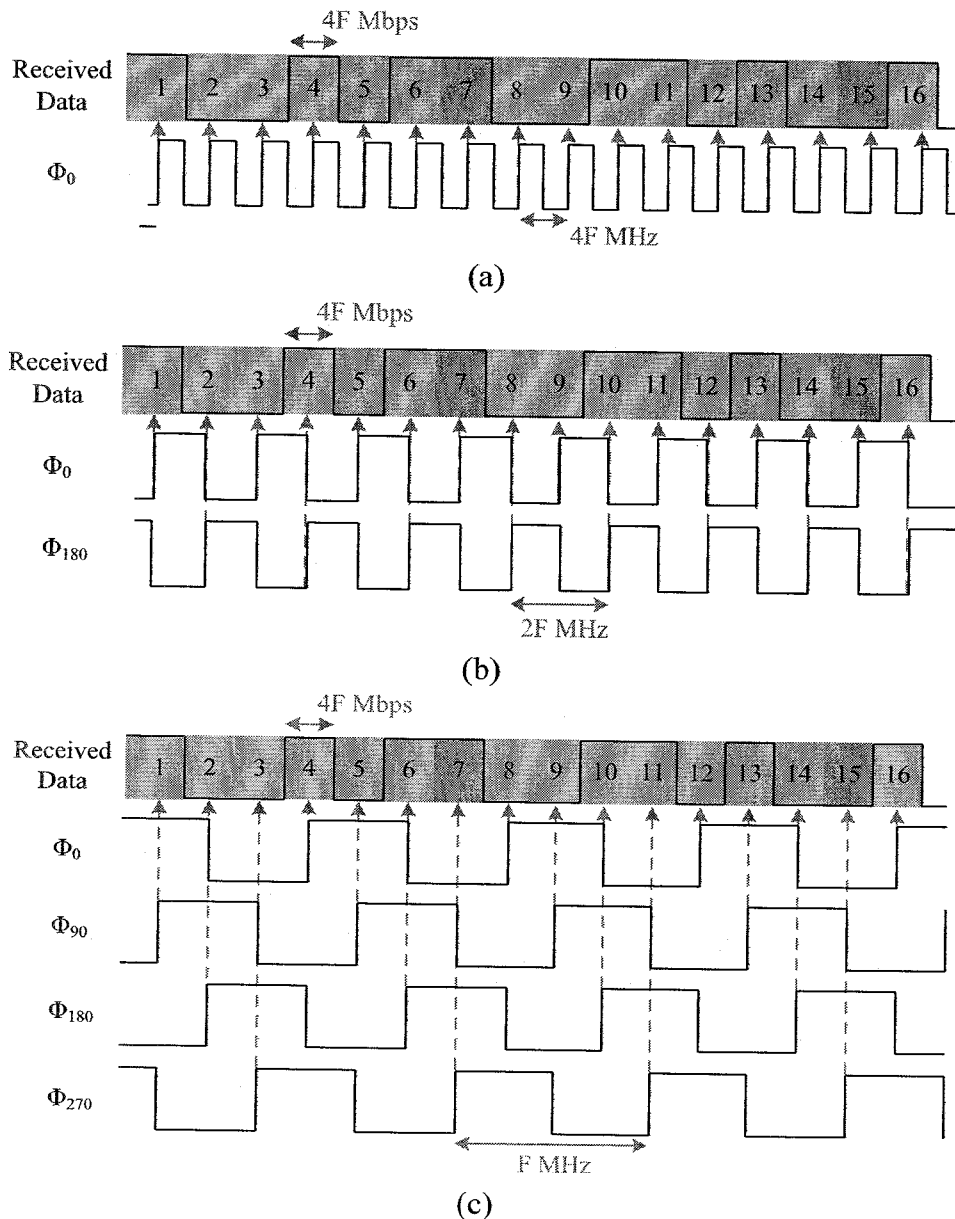 4F Mbps
Received Data
1 2 3 4 5 6 7 8 9 10 11 12 13 14 15 16
Φ0
4F MHz
(a)
4F Mbps
Received Data
1 2 3 4 5 6 7 8 9 10 11 12 13 14 15 16
Φ0
Φ180
2F MHz
(b)
4F Mbps
Received Data
1 2 3 4 5 6 7 8 9 10 11 12 13 14 15 16
Φ0
Φ90
Φ180
Φ270
F MHz
(c)